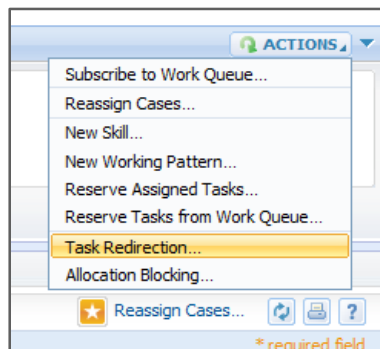 ACTIONS
Subscribe to Work Queue...
Reassign Cases...
New Skill...
New Working Pattern...
Reserve Assigned Tasks...
Reserve Tasks from Work Queue...
Task Redirection...
Allocation Blocking...
Reassign Cases... ?
* required field